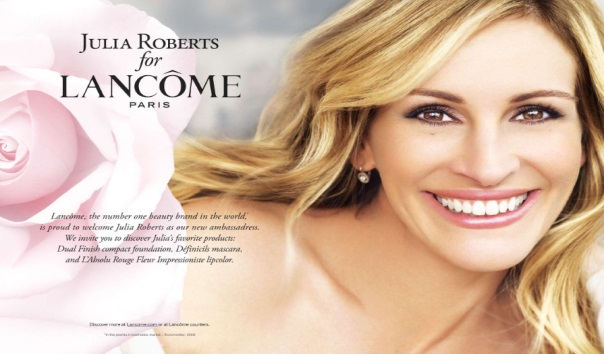 JULIA ROBERTS
for
LANCÔME
PARIS
Lancôme, the number one beauty brand in the world,
is proud to welcome Julia Roberts as our new ambassadress.
We invite you to discover Julia's favorite products:
Dual Finish compact foundation, Définicils mascara,
and L'Absolu Rouge Fleur Impressioniste lipcolor.
Discover more at Lancome.com or at Lancôme counters.